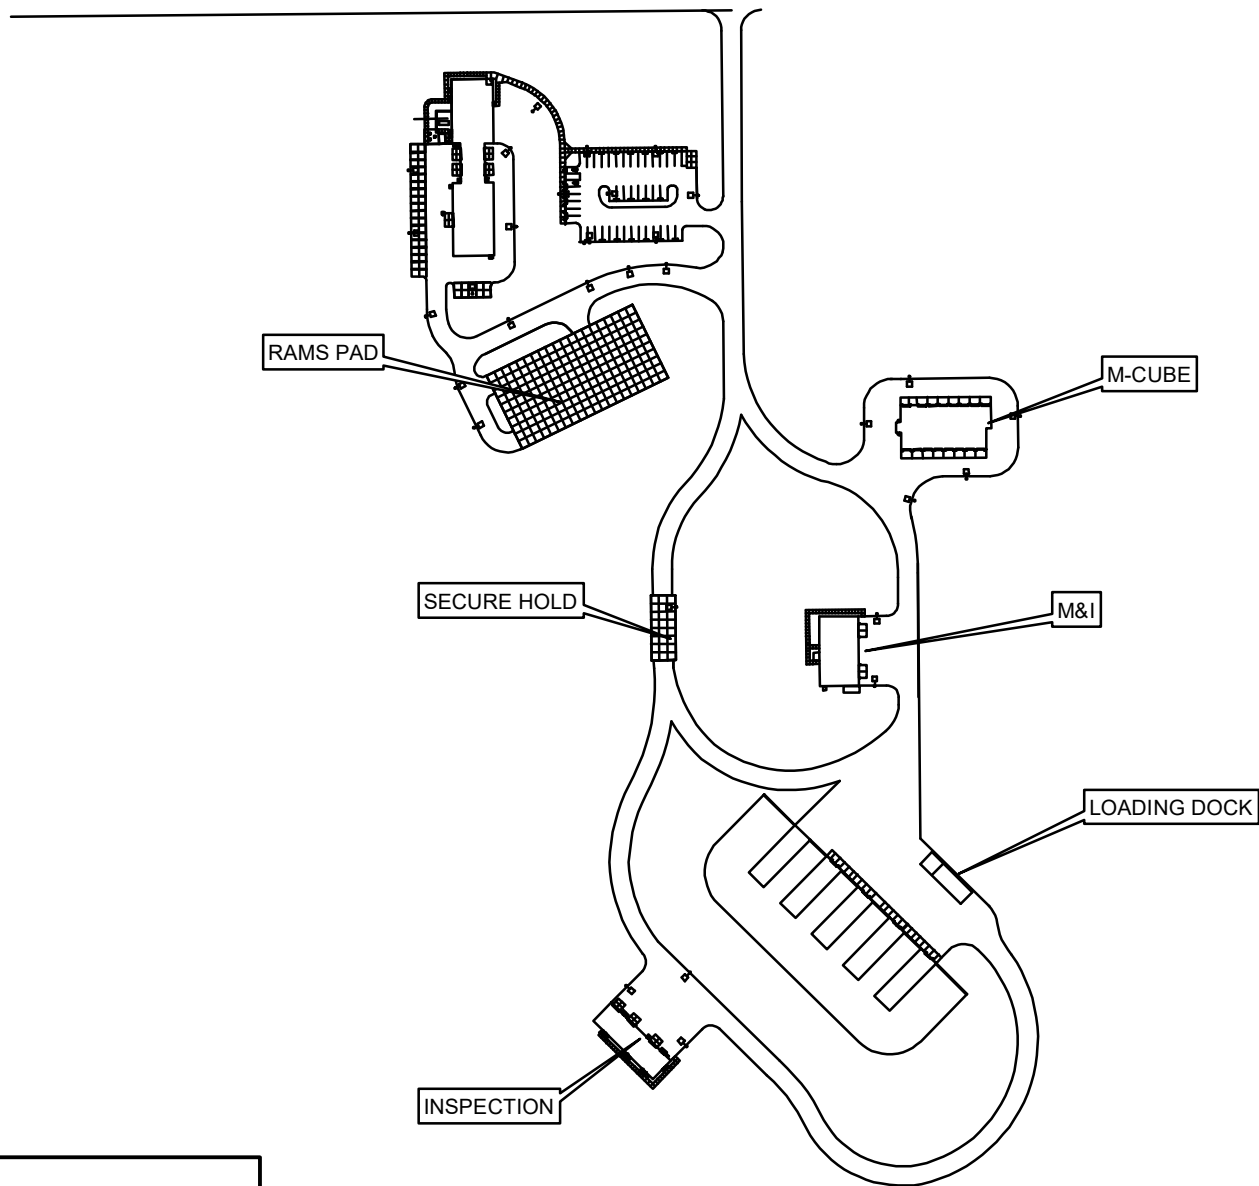 RAMS PAD
M-CUBE
SECURE HOLD
M&I
LOADING DOCK
INSPECTION